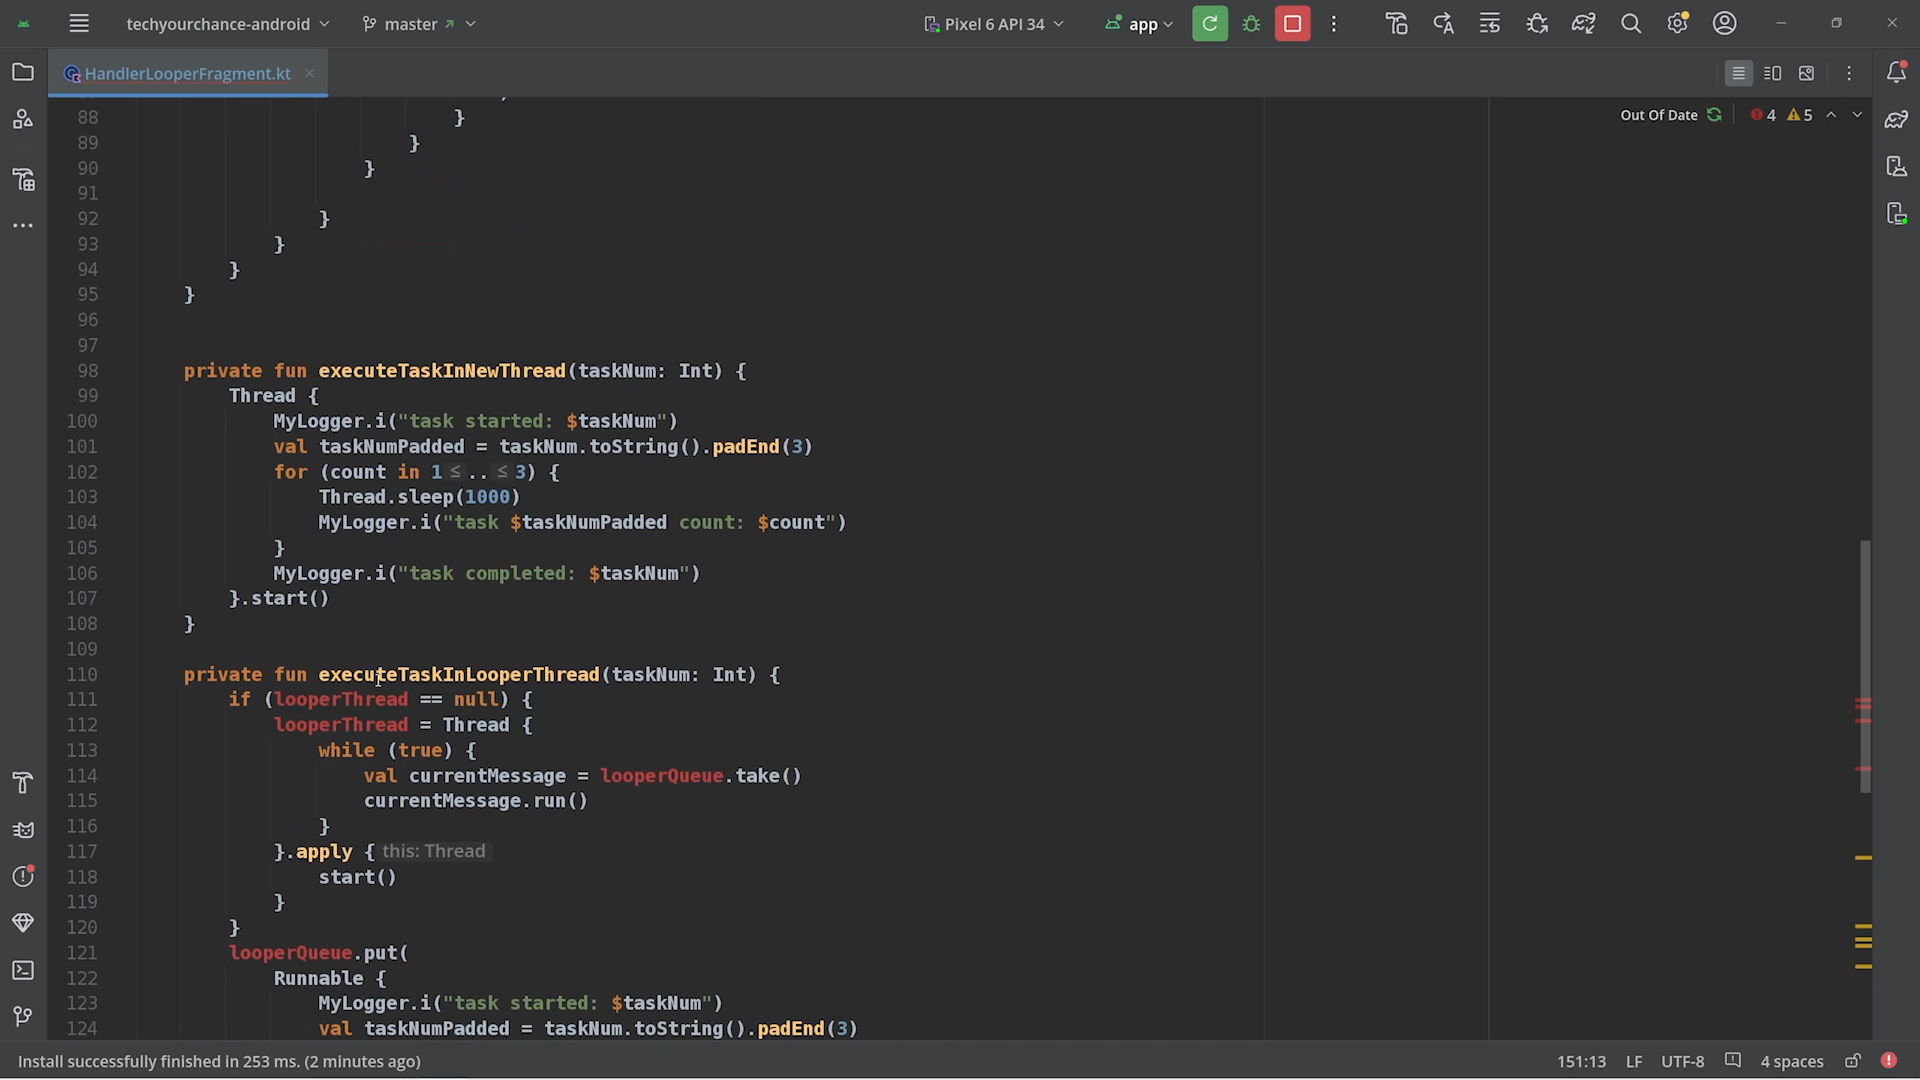 techyourchance-android
master
Pixel 6 API 34
app
HandlerLooperFragment.kt
Out Of Date
4
5
88 }
89 }
90 }
91
92 }
93 }
94 }
95 }
96
97
98 private fun executeTaskInNewThread(taskNum: Int) {
99 Thread {
100 MyLogger.i("task started: $taskNum")
101 val taskNumPadded = taskNum.toString().padEnd(3)
102 for (count in 1≤..≤3) {
103 Thread.sleep(1000)
104 MyLogger.i("task $taskNumPadded count: $count")
105 }
106 MyLogger.i("task completed: $taskNum")
107 }.start()
108 }
109
110 private fun executeTaskInLooperThread(taskNum: Int) {
111 if (looperThread == null) {
112 looperThread = Thread {
113 while (true) {
114 val currentMessage = looperQueue.take()
115 currentMessage.run()
116 }
117 }.apply { this: Thread
118 start()
119 }
120 }
121 looperQueue.put(
122 Runnable {
123 MyLogger.i("task started: $taskNum")
124 val taskNumPadded = taskNum.toString().padEnd(3)
Install successfully finished in 253 ms. (2 minutes ago)
151:13
LF
UTF-8
4 spaces